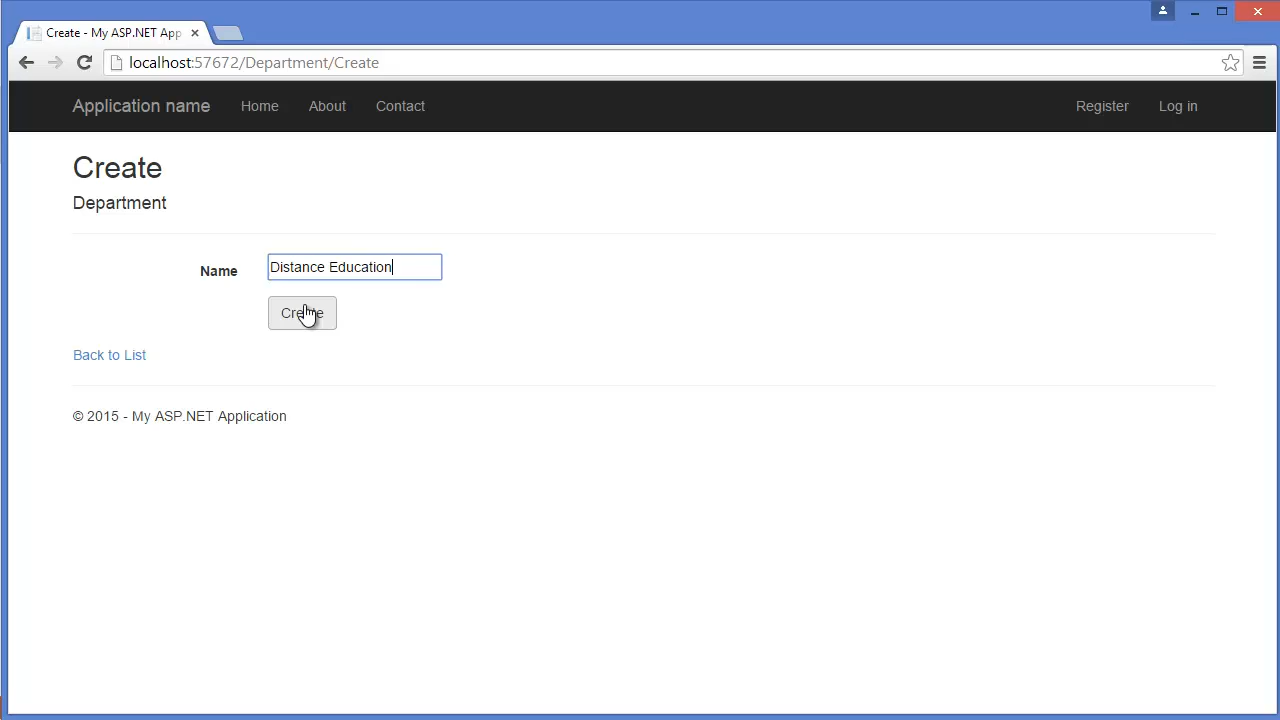 Create - My ASP.NET App
localhost:57672/Department/Create
Application name Home About Contact Register Log in
Create
Department
Name Distance Education
Create
Back to List
© 2015 - My ASP.NET Application